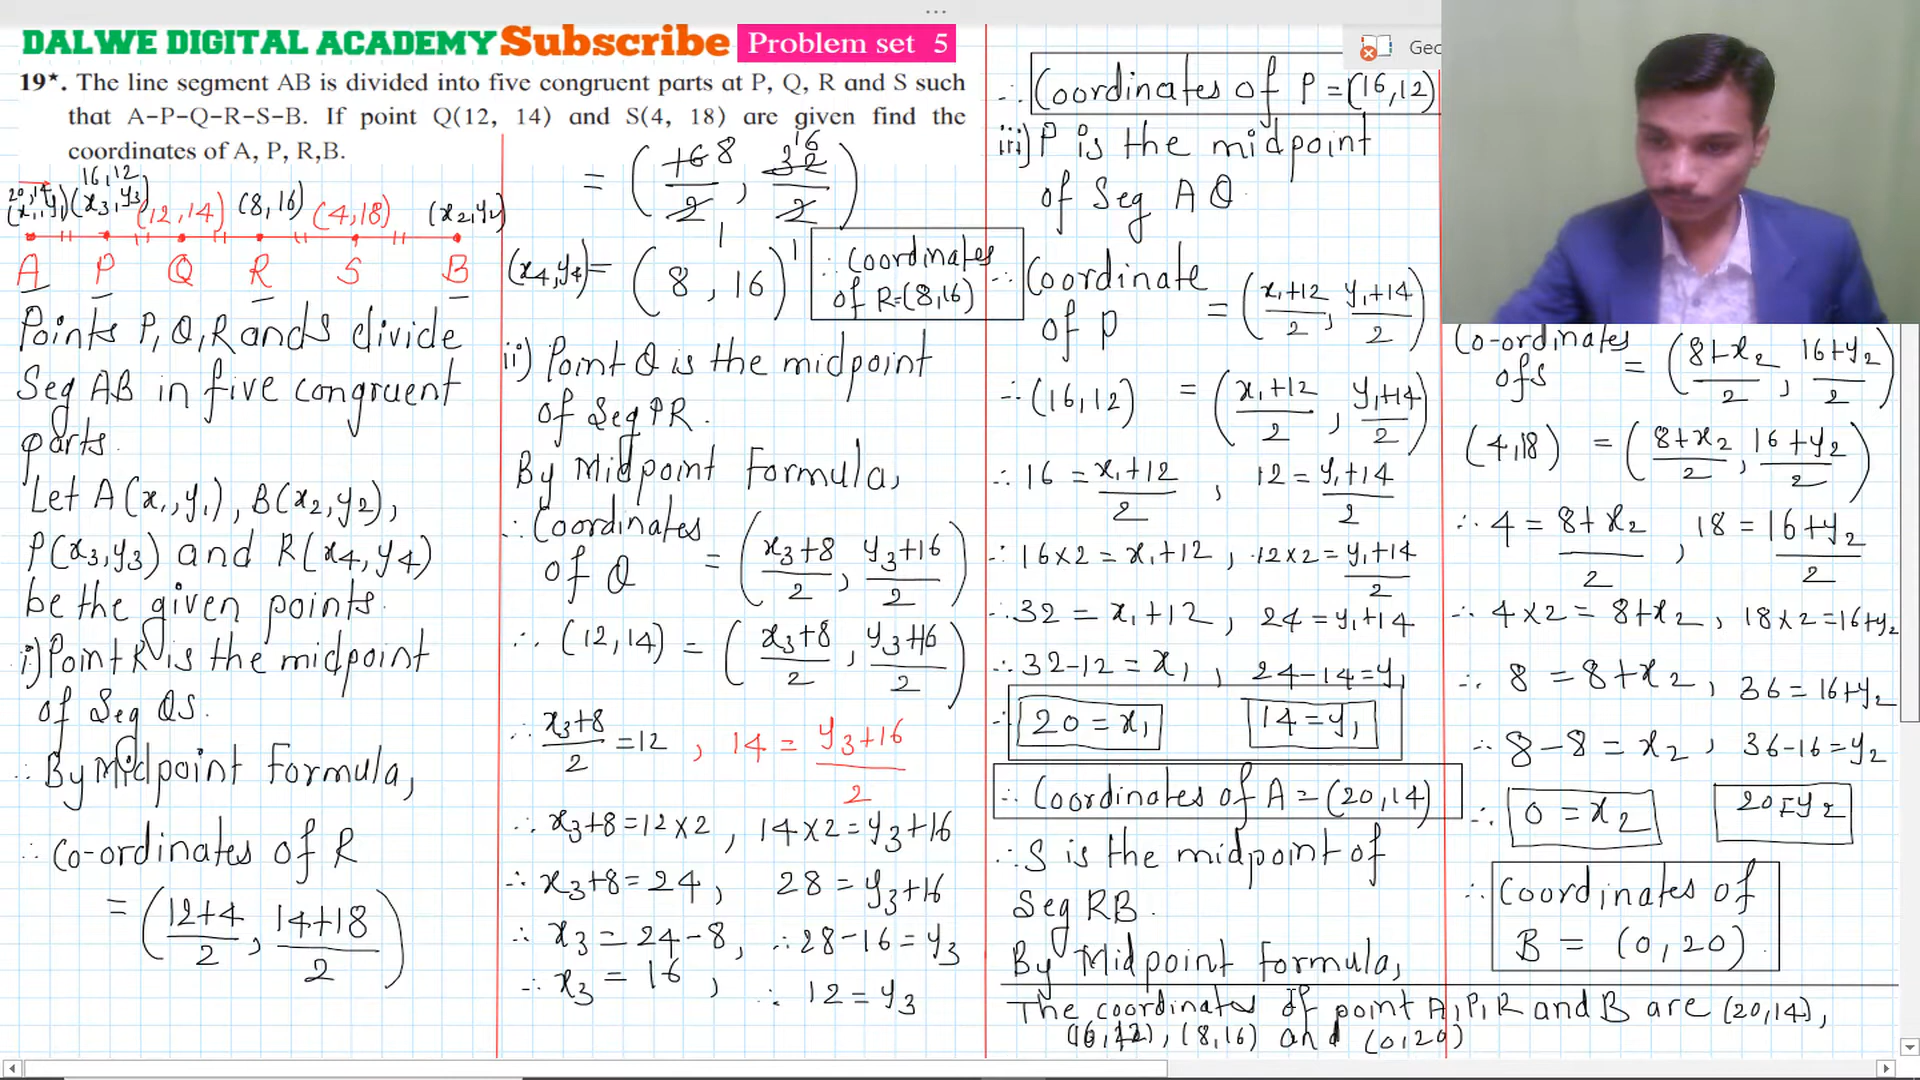 DALWE DIGITAL ACADEMY Subscribe Problem set 5
19*. The line segment AB is divided into five congruent parts at P, Q, R and S such
that A-P-Q-R-S-B. If point Q(12, 14) and S(4, 18) are given find the
coordinates of A, P, R,B.
20,14 16,12
(x1,y1) (x3,y3) (12,14) (8,16) (4,18) (x2,y2)
A P Q R S B
Points P,Q,R and S divide
Seg AB in five congruent
parts.
Let A(x1,y1), B(x2,y2),
P(x3,y3) and R(x4,y4)
be the given points.
i) Point R is the midpoint
of Seg QS.
∴ By Midpoint Formula,
∴ Co-ordinates of R
= (12+4/2, 14+18/2)
= (16/2 8, 32/2 16)
1 1
(x4,y4)= (8, 16)
∴ Coordinates
of R=(8,16)
ii) Point Q is the midpoint
of Seg PR.
By Midpoint Formula,
∴ Coordinates
of Q = (x3+8/2, y3+16/2)
∴ (12,14) = (x3+8/2, y3+16/2)
∴ x3+8/2 =12, 14 = y3+16/2
∴ x3+8=12×2, 14×2=y3+16
∴ x3+8=24, 28=y3+16
∴ x3=24-8, ∴28-16=y3
∴ x3=16, ∴ 12=y3
Geo
∴ Coordinates of P=(16,12)
iii) P is the midpoint
of Seg AQ
∴ Coordinate
of P = (x1+12/2, y1+14/2)
∴ (16,12) = (x1+12/2, y1+14/2)
∴ 16 = x1+12/2, 12 = y1+14/2
∴ 16×2=x1+12, 12×2=y1+14/2
∴ 32=x1+12, 24=y1+14
∴ 32-12=x1, 24-14=y1
∴ 20=x1 14=y1
∴ Coordinates of A=(20,14)
∴ S is the midpoint of
Seg RB.
By Midpoint Formula,
Co-ordinates
of S = (8+x2/2, 16+y2/2)
(4,18) = (8+x2/2, 16+y2/2)
∴ 4 = 8+x2/2, 18 = 16+y2/2
∴ 4×2=8+x2, 18×2=16+y2
∴ 8=8+x2, 36=16+y2
∴ 8-8=x2, 36-16=y2
∴ 0=x2 20=y2
∴ Coordinates of
B = (0,20).
The coordinates of point A,P,R and B are (20,14),
(16,12), (8,16) and (0,20)